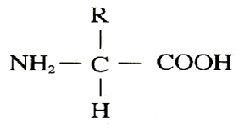 R
NH₂ — C — COOH
H